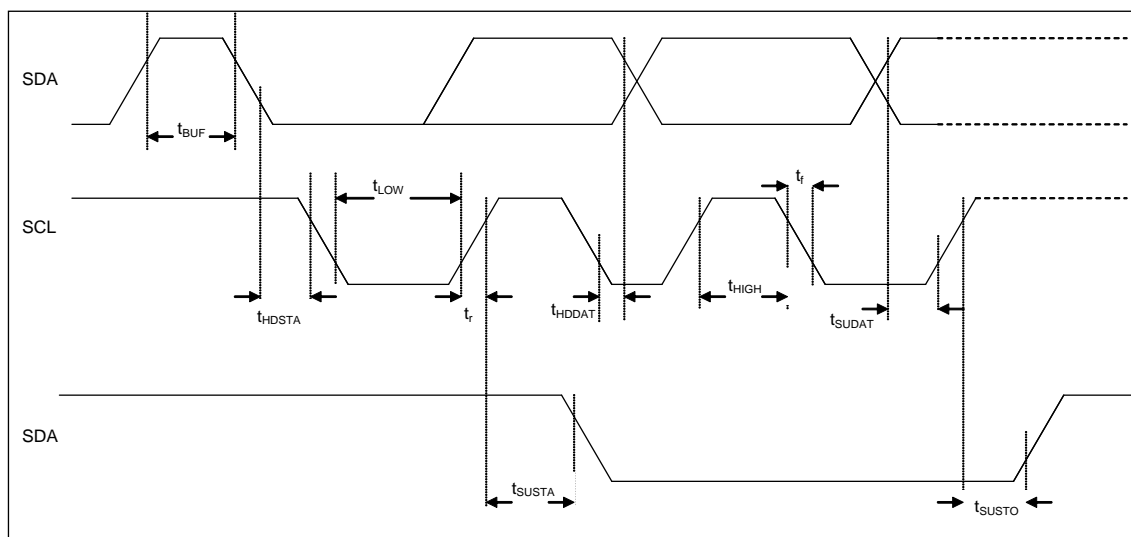 SDA
tBUF
tLOW
tf
SCL
tHDSTA
tr
tHDDAT
tHIGH
tSUDAT
SDA
tSUSTA
tSUSTO